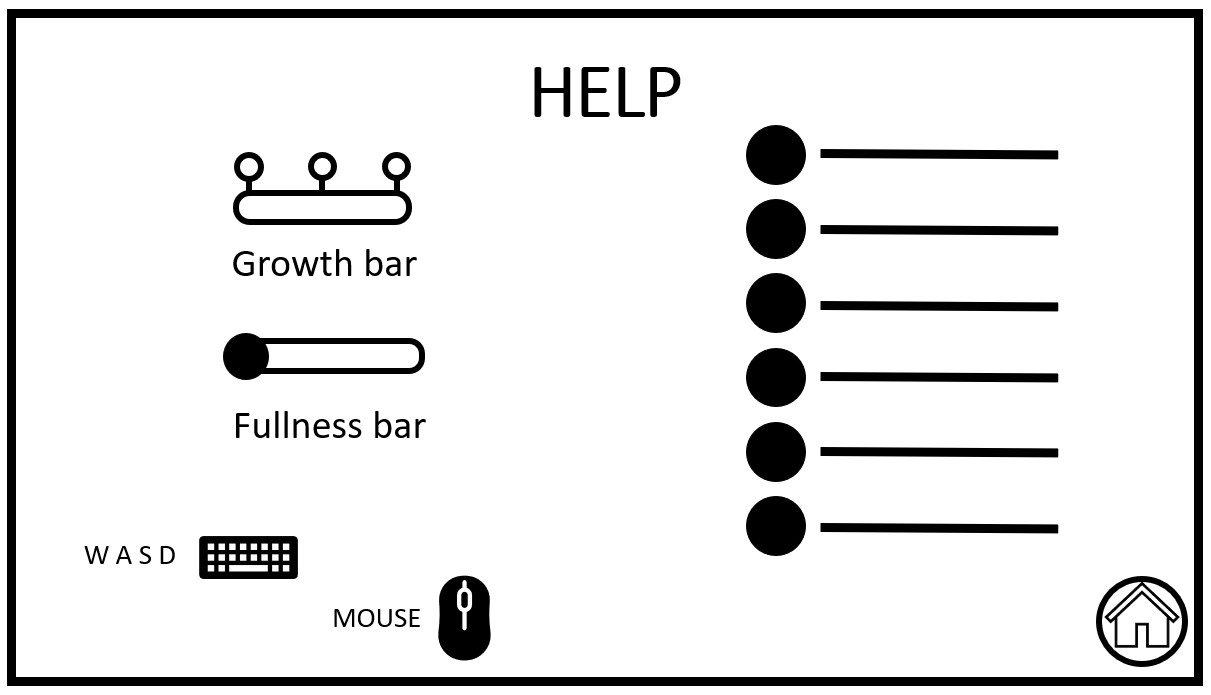 HELP
Growth bar
Fullness bar
W A S D
MOUSE